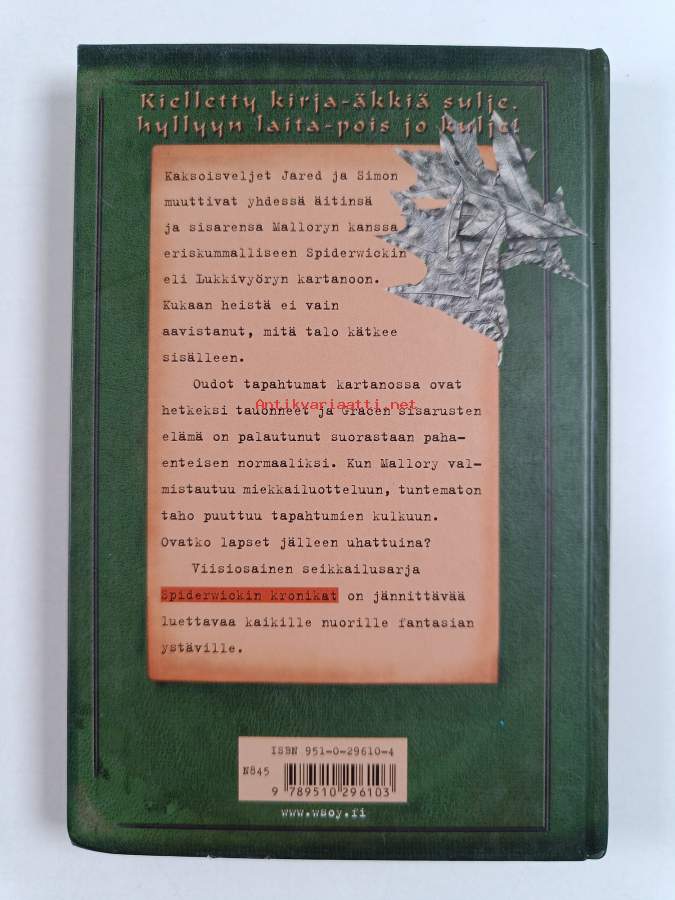 Kielletty kirja-äkkiä sulje,
hyllyyn laita-pois jo kulje!
Kaksoisveljet Jared ja Simon
muuttivat yhdessä äitinsä
ja sisarensa Malloryn kanssa
eriskummalliseen Spiderwickin
eli Lukkivyöryn kartanoon.
Kukaan heistä ei vain
aavistanut, mitä talo kätkee
sisälleen.
Oudot tapahtumat kartanossa ovat
Antikvariaatti.net
hetkeksi tauonneet ja Gracen sisarusten
elämä on palautunut suorastaan paha-
enteisen normaaliksi. Kun Mallory val-
mistautuu miekkailuotteluun, tuntematon
taho puuttuu tapahtumien kulkuun.
Ovatko lapset jälleen uhattuina?
Viisiosainen seikkailusarja
Spiderwickin kronikat on jännittävää
luettavaa kaikille nuorille fantasian
ystäville.
ISBN 951-0-29610-4
N845
9 789510 296103
www.wsoy.fi